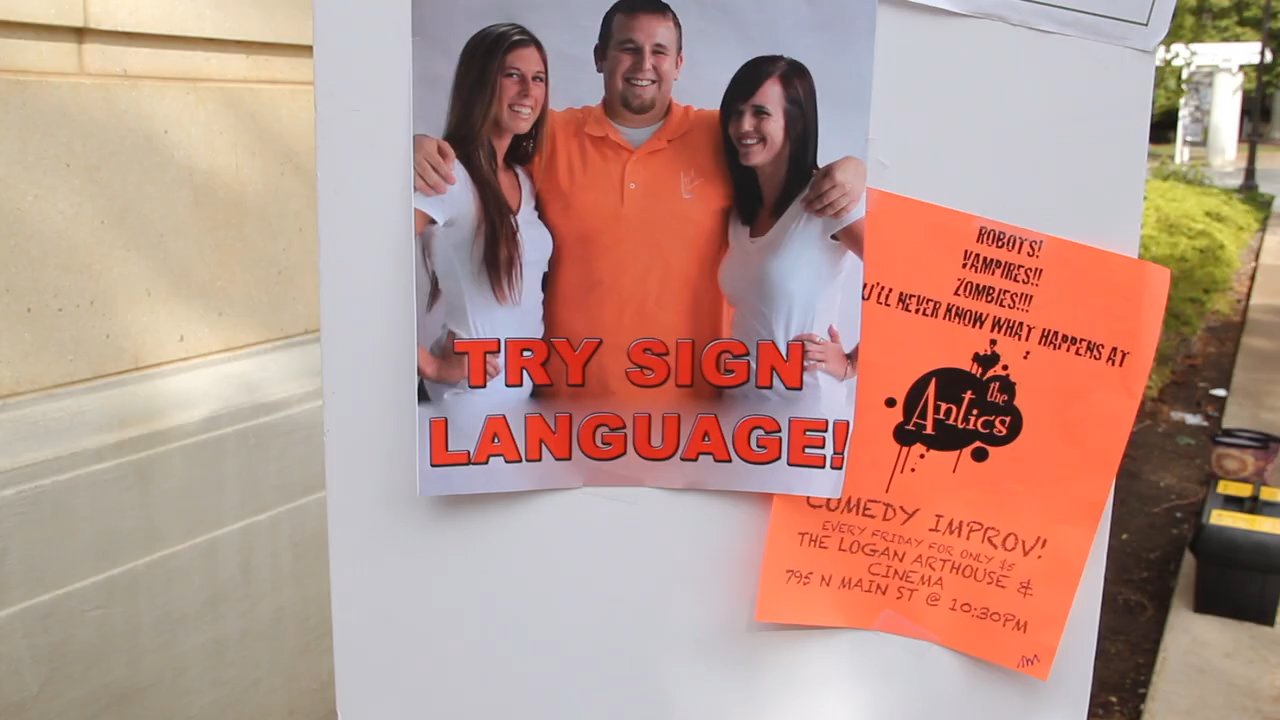 TRY SIGN
LANGUAGE!
ROBOTS!
VAMPIRES!!
ZOMBIES!!!
U'LL NEVER KNOW WHAT HAPPENS AT
the
Antics
COMEDY IMPROV!
EVERY FRIDAY FOR ONLY $5
THE LOGAN ARTHOUSE &
CINEMA
795 N MAIN ST @ 10:30PM